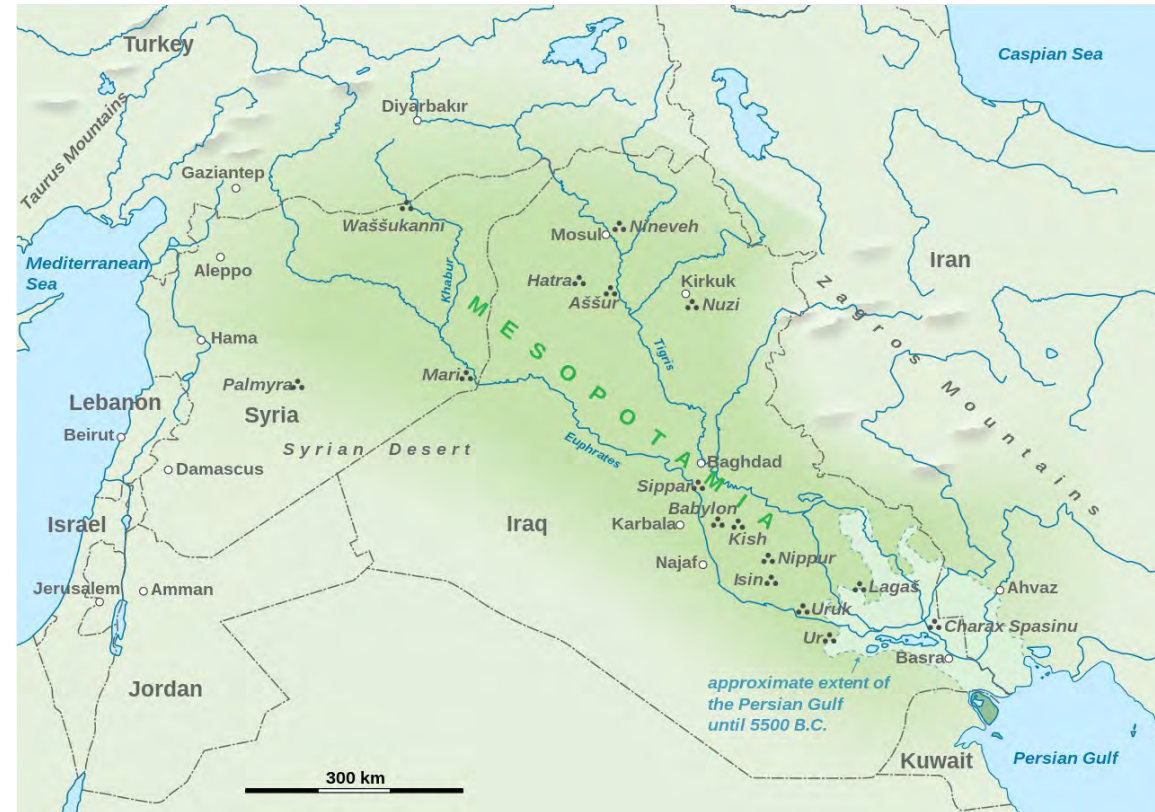 Turkey
Caspian Sea
Diyarbakır
Taurus Mountains
Gaziantep
Waššukanni
Nineveh
Mosul
Mediterranean
Sea
Aleppo
Iran
Khabur
Hatra
Kirkuk
Aššur
Nuzi
Zagros Mountains
MESOPOTAMIA
Hama
Tigris
Mari
Palmyra
Lebanon
Syria
Beirut
Syrian Desert
Euphrates
Damascus
Baghdad
Sippar
Babylon
Israel
Iraq
Karbala
Kish
Nippur
Najaf
Isin
Jerusalem
Amman
Lagaš
Ahvaz
Uruk
Charax Spasinu
Ur
Basra
Jordan
approximate extent of
the Persian Gulf
until 5500 B.C.
Kuwait
Persian Gulf
300 km